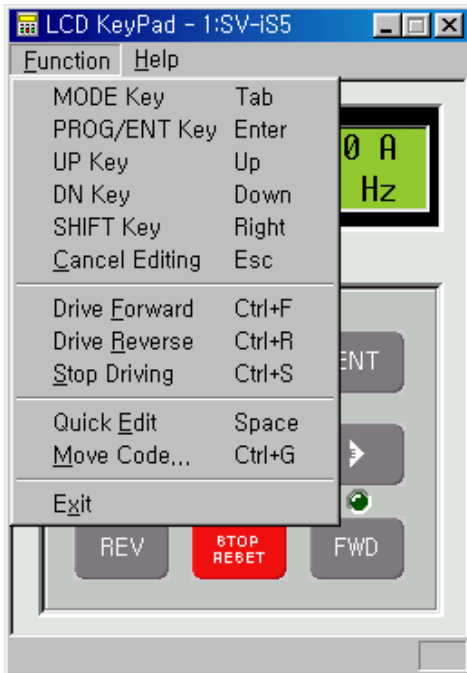 LCD KeyPad - 1:SV-iS5
Function Help
MODE Key Tab
PROG/ENT Key Enter
UP Key Up
DN Key Down
SHIFT Key Right
Cancel Editing Esc
Drive Forward Ctrl+F
Drive Reverse Ctrl+R
Stop Driving Ctrl+S
Quick Edit Space
Move Code... Ctrl+G
Exit
0 A
Hz
ENT
REV
STOP
RESET
FWD